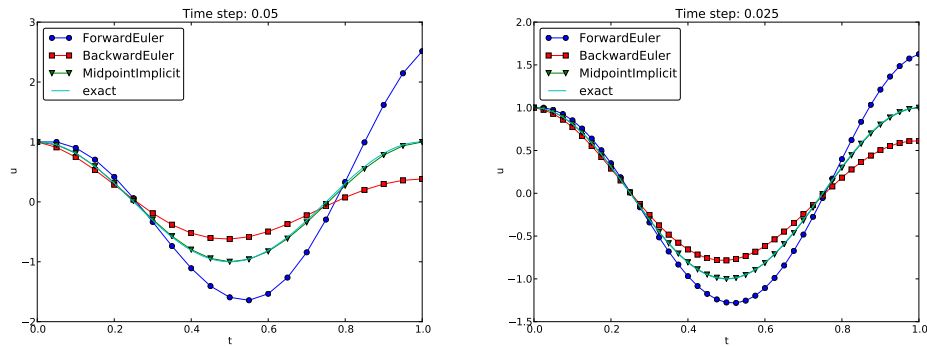 Time step: 0.05
ForwardEuler
BackwardEuler
MidpointImplicit
exact
3
2
1
0
−1
−2
u
0.0 0.2 0.4 0.6 0.8 1.0
t
Time step: 0.025
ForwardEuler
BackwardEuler
MidpointImplicit
exact
2.0
1.5
1.0
0.5
0.0
−0.5
−1.0
−1.5
u
0.0 0.2 0.4 0.6 0.8 1.0
t